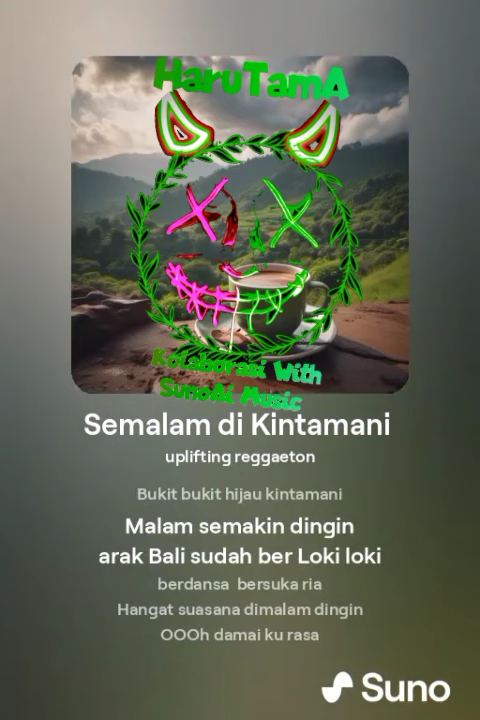 HaruTamA
Kolaborasi With
SunoAi Music
Semalam di Kintamani
uplifting reggaeton
Bukit bukit hijau kintamani
Malam semakin dingin
arak Bali sudah ber Loki loki
berdansa  bersuka ria
Hangat suasana dimalam dingin
OOOh damai ku rasa
Suno